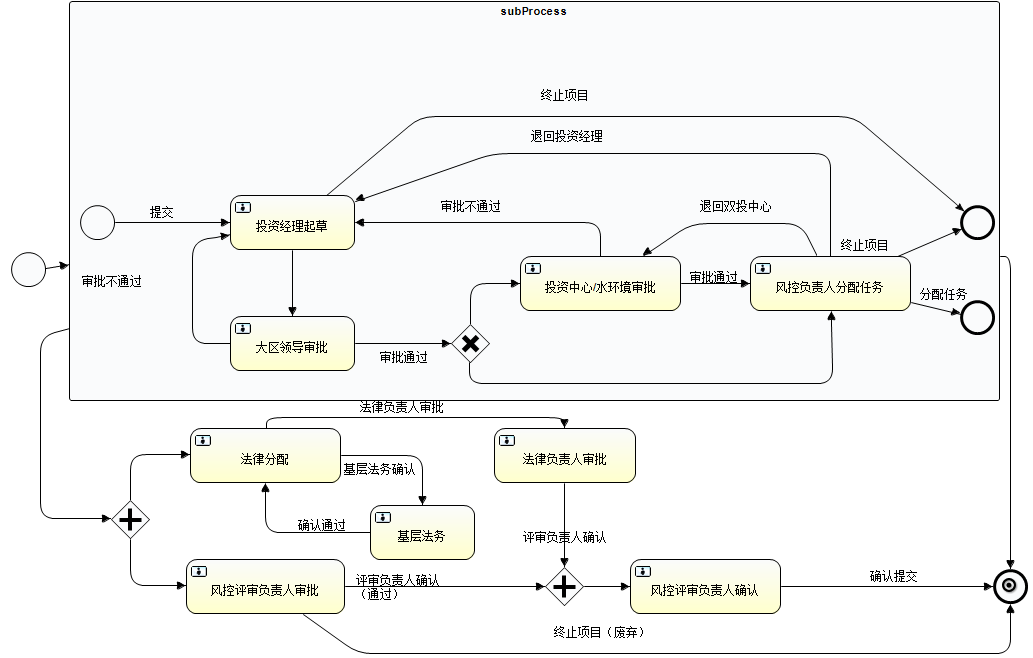 subProcess
终止项目
退回投资经理
提交
投资经理起草
审批不通过
退回双投中心
终止项目
审批不通过
投资中心/水环境审批
审批通过
风控负责人分配任务
分配任务
大区领导审批
审批通过
法律负责人审批
法律分配
基层法务确认
法律负责人审批
确认通过
基层法务
评审负责人确认
风控评审负责人审批
评审负责人确认
（通过）
风控评审负责人确认
确认提交
终止项目（废弃）